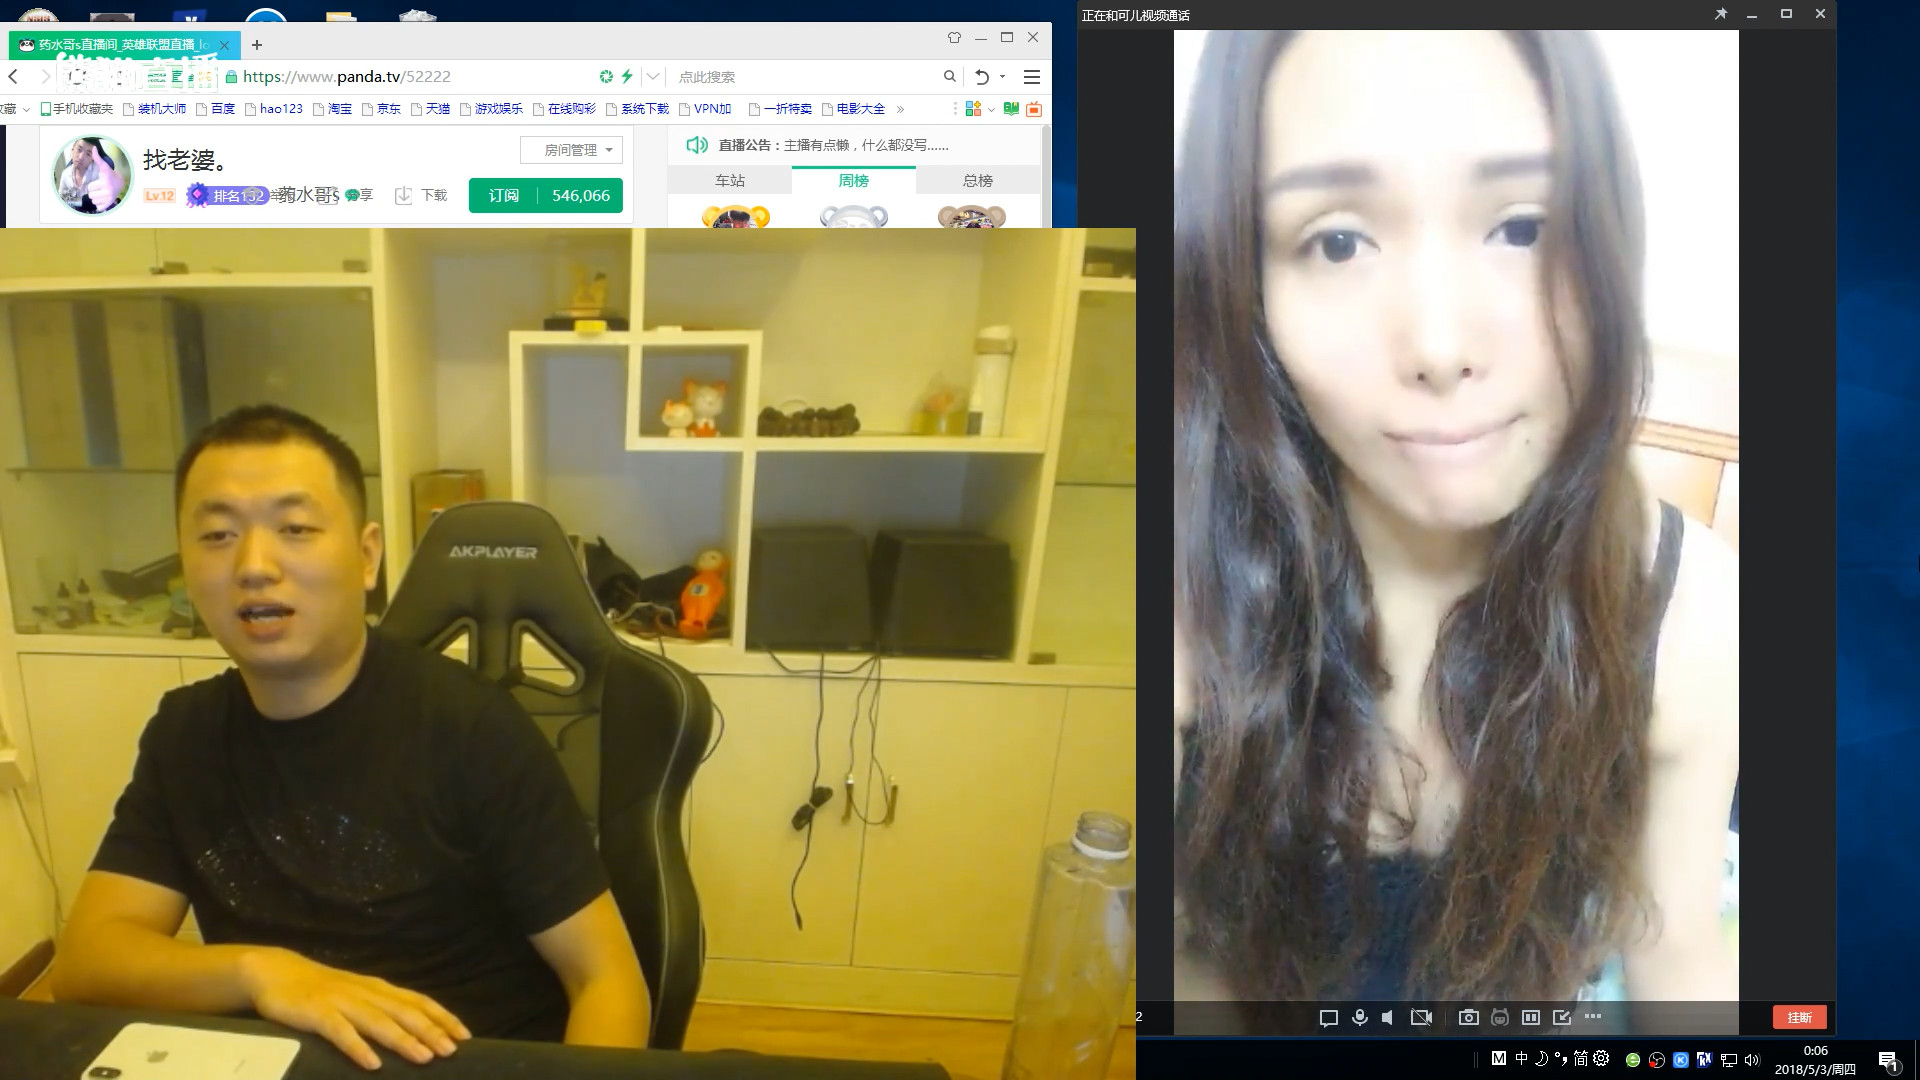 正在和可儿视频通话
药水哥s直播间_英雄联盟直播_lo
https://www.panda.tv/52222
点此搜索
收藏 手机收藏夹 装机大师 百度 hao123 淘宝 京东 天猫 游戏娱乐 在线购彩 系统下载 VPN加 一折特卖 电影大全 »
找老婆。
房间管理
直播公告：主播有点懒，什么都没写......
车站 周榜 总榜
Lv.12 排名132 药水哥s 下载 订阅 546,066
AKPLAYER
2
挂断
M 中 简
0:06
2018/5/3/周四
1